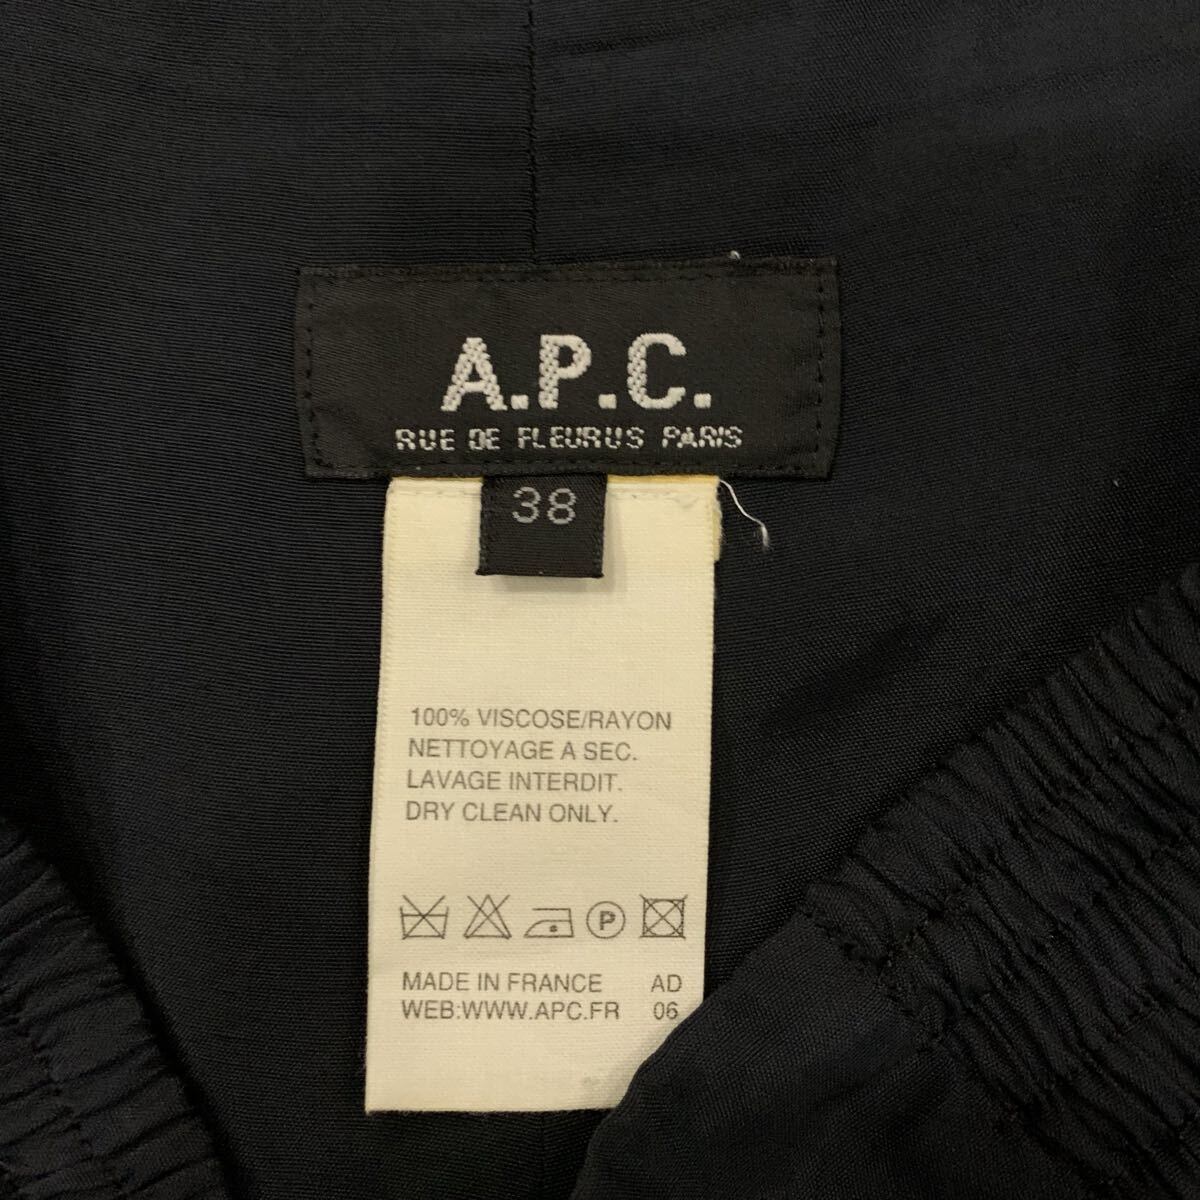 A.P.C.
RUE DE FLEURUS PARIS
38
100% VISCOSE/RAYON
NETTOYAGE A SEC.
LAVAGE INTERDIT.
DRY CLEAN ONLY.
P
MADE IN FRANCE AD
WEB:WWW.APC.FR 06